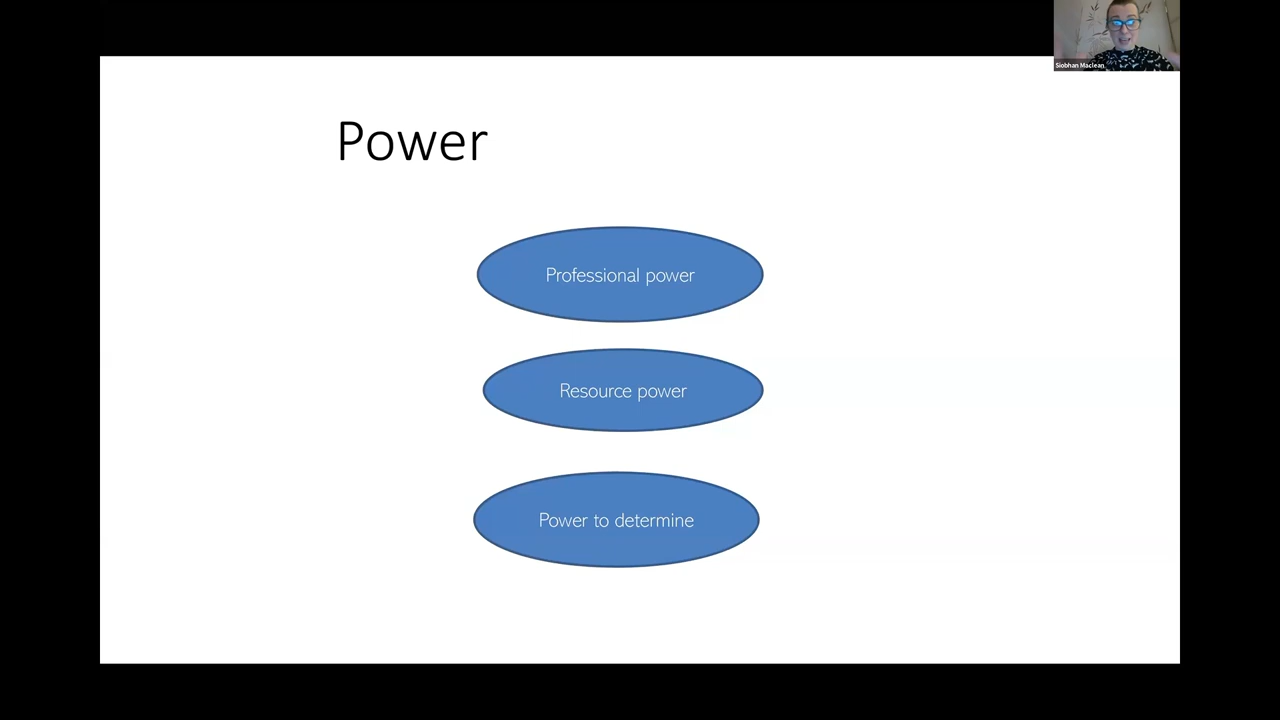 Siobhan Maclean
Power
Professional power
Resource power
Power to determine